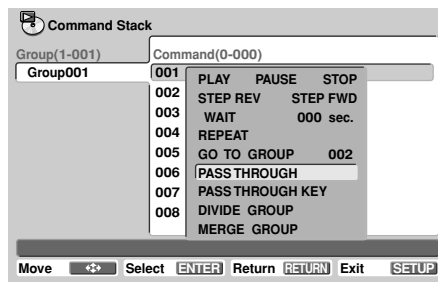 Command Stack
Group(1-001) Command(0-000)
Group001
001 PLAY PAUSE STOP
002 STEP REV STEP FWD
003 WAIT 000 sec.
004 REPEAT
005 GO TO GROUP 002
006 PASS THROUGH
007 PASS THROUGH KEY
008 DIVIDE GROUP
MERGE GROUP
Move Select ENTER Return RETURN Exit SETUP